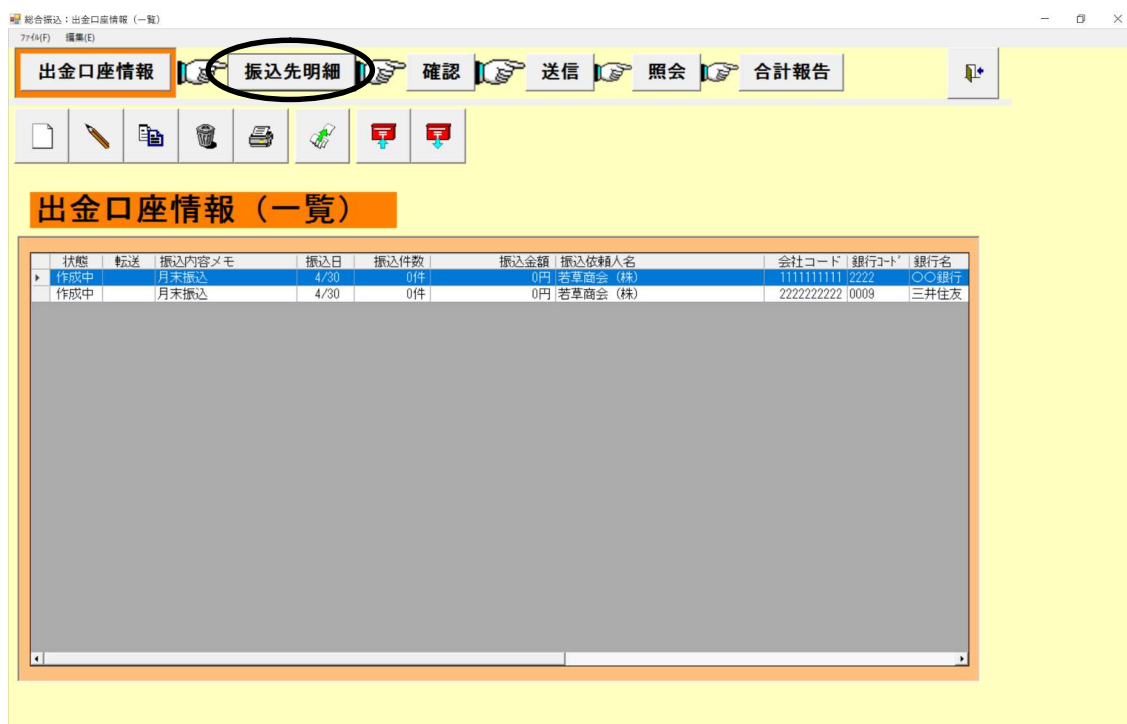 総合振込：出金口座情報（一覧）
ﾌｧｲﾙ(F) 編集(E)
出金口座情報 振込先明細 確認 送信 照会 合計報告
出金口座情報（一覧）
状態 転送 振込内容メモ 振込日 振込件数 振込金額 振込依頼人名 会社コード 銀行ｺｰﾄﾞ 銀行名
作成中 月末振込 4/30 0件 0円 若草商会（株） 1111111111 2222 〇〇銀行
作成中 月末振込 4/30 0件 0円 若草商会（株） 2222222222 0009 三井住友